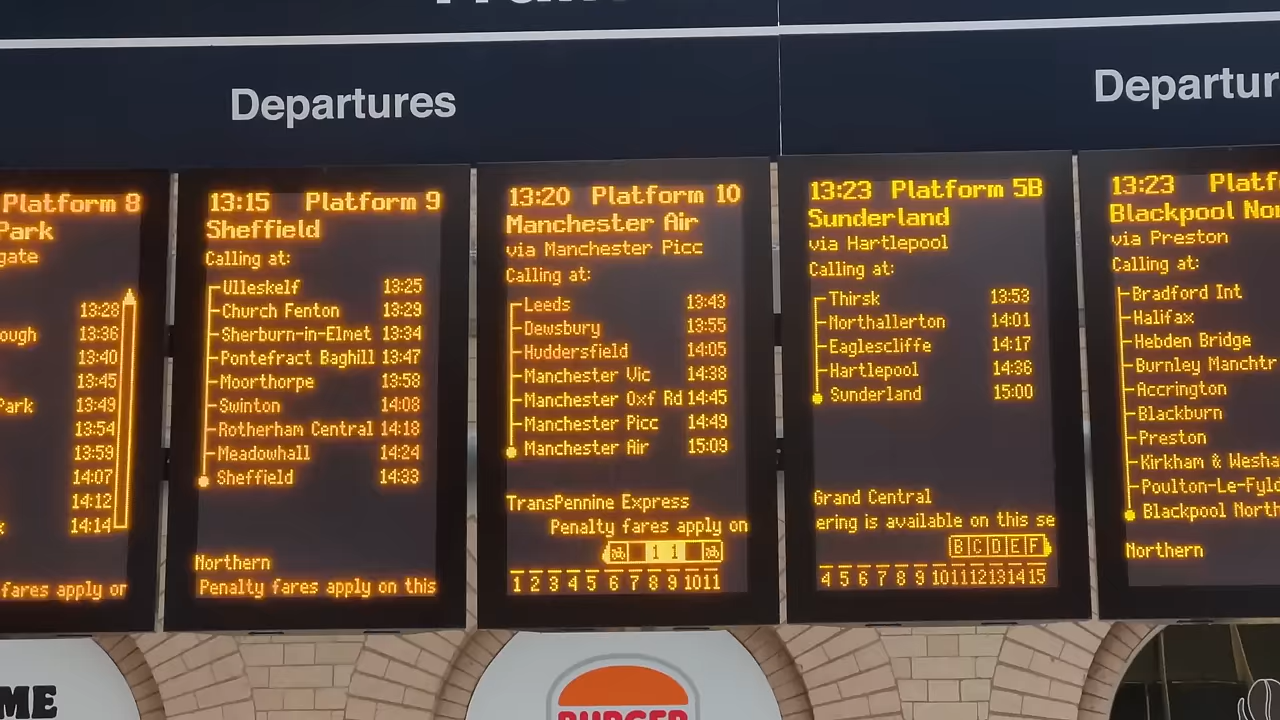 Departures
Departur
Platform 8
Park
gate
13:28
ough 13:36
13:40
13:45
Park 13:49
13:54
13:59
14:07
14:12
14:14
fares apply on
13:15 Platform 9
Sheffield
Calling at:
Ulleskelf 13:25
Church Fenton 13:29
Sherburn-in-Elmet 13:34
Pontefract Baghill 13:47
Moorthorpe 13:58
Swinton 14:08
Rotherham Central 14:18
Meadowhall 14:24
Sheffield 14:33
Northern
Penalty fares apply on this
13:20 Platform 10
Manchester Air
via Manchester Picc
Calling at:
Leeds 13:43
Dewsbury 13:55
Huddersfield 14:05
Manchester Vic 14:38
Manchester Oxf Rd 14:45
Manchester Picc 14:49
Manchester Air 15:09
TransPennine Express
Penalty fares apply on
1 1
1 2 3 4 5 6 7 8 9 10 11
13:23 Platform 5B
Sunderland
via Hartlepool
Calling at:
Thirsk 13:53
Northallerton 14:01
Eaglescliffe 14:17
Hartlepool 14:36
Sunderland 15:00
Grand Central
ering is available on this se
B C D E F
4 5 6 7 8 9 10 11 12 13 14 15
13:23 Platf
Blackpool Nor
via Preston
Calling at:
Bradford Int
Halifax
Hebden Bridge
Burnley Manchtr
Accrington
Blackburn
Preston
Kirkham & Wesha
Poulton-Le-Fyld
Blackpool North
Northern
ME
BURGER